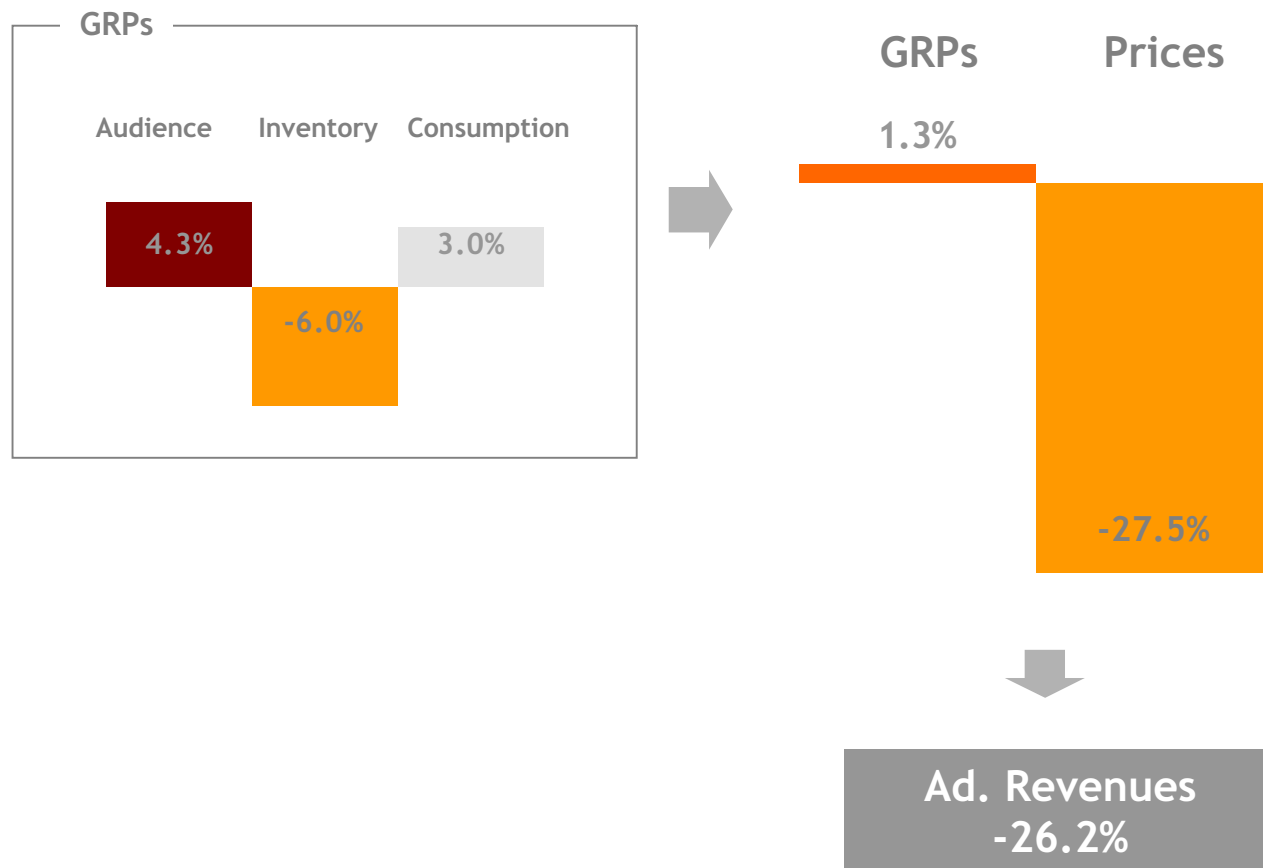 GRPs
Audience Inventory Consumption
4.3%
-6.0%
3.0%
GRPs Prices
1.3%
-27.5%
Ad. Revenues
-26.2%